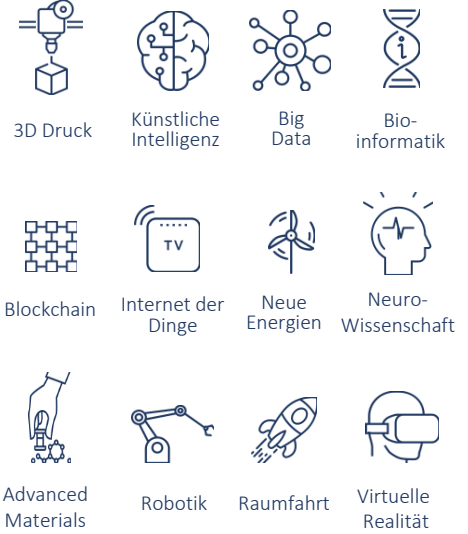 3D Druck
Künstliche
Intelligenz
Big
Data
Bio-
informatik
i
TV
Blockchain
Internet der
Dinge
Neue
Energien
Neuro-
Wissenschaft
Advanced
Materials
Robotik
Raumfahrt
Virtuelle
Realität